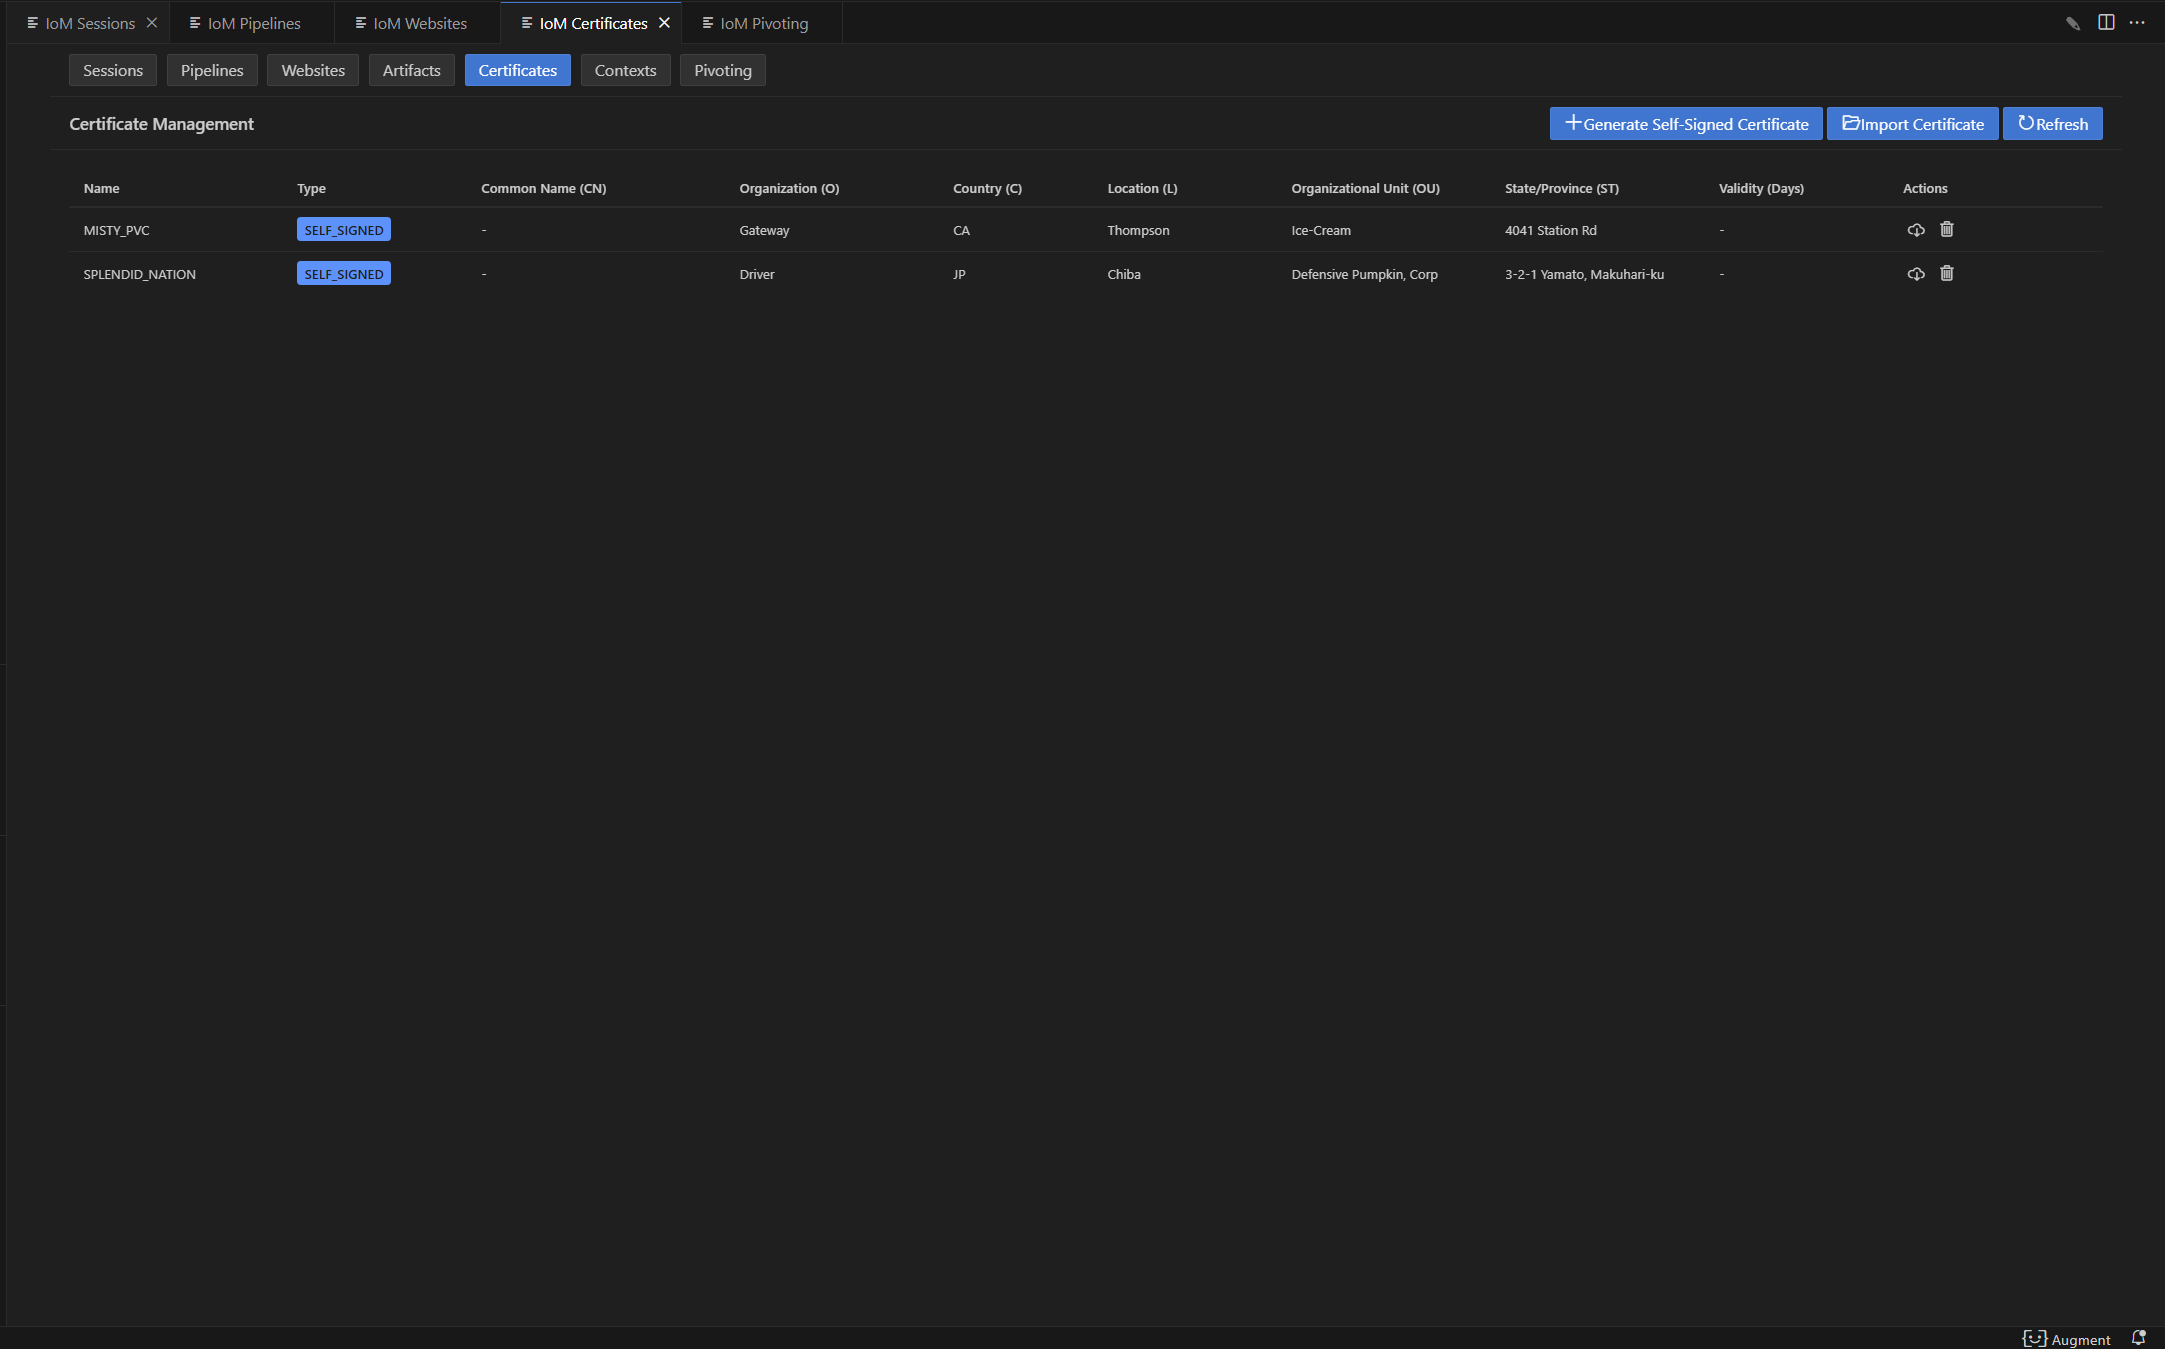 IoM Sessions IoM Pipelines IoM Websites IoM Certificates IoM Pivoting
Sessions Pipelines Websites Artifacts Certificates Contexts Pivoting
Certificate Management Generate Self-Signed Certificate Import Certificate Refresh
Name Type Common Name (CN) Organization (O) Country (C) Location (L) Organizational Unit (OU) State/Province (ST) Validity (Days) Actions
MISTY_PVC SELF_SIGNED - Gateway CA Thompson Ice-Cream 4041 Station Rd -
SPLENDID_NATION SELF_SIGNED - Driver JP Chiba Defensive Pumpkin, Corp 3-2-1 Yamato, Makuhari-ku -
Augment